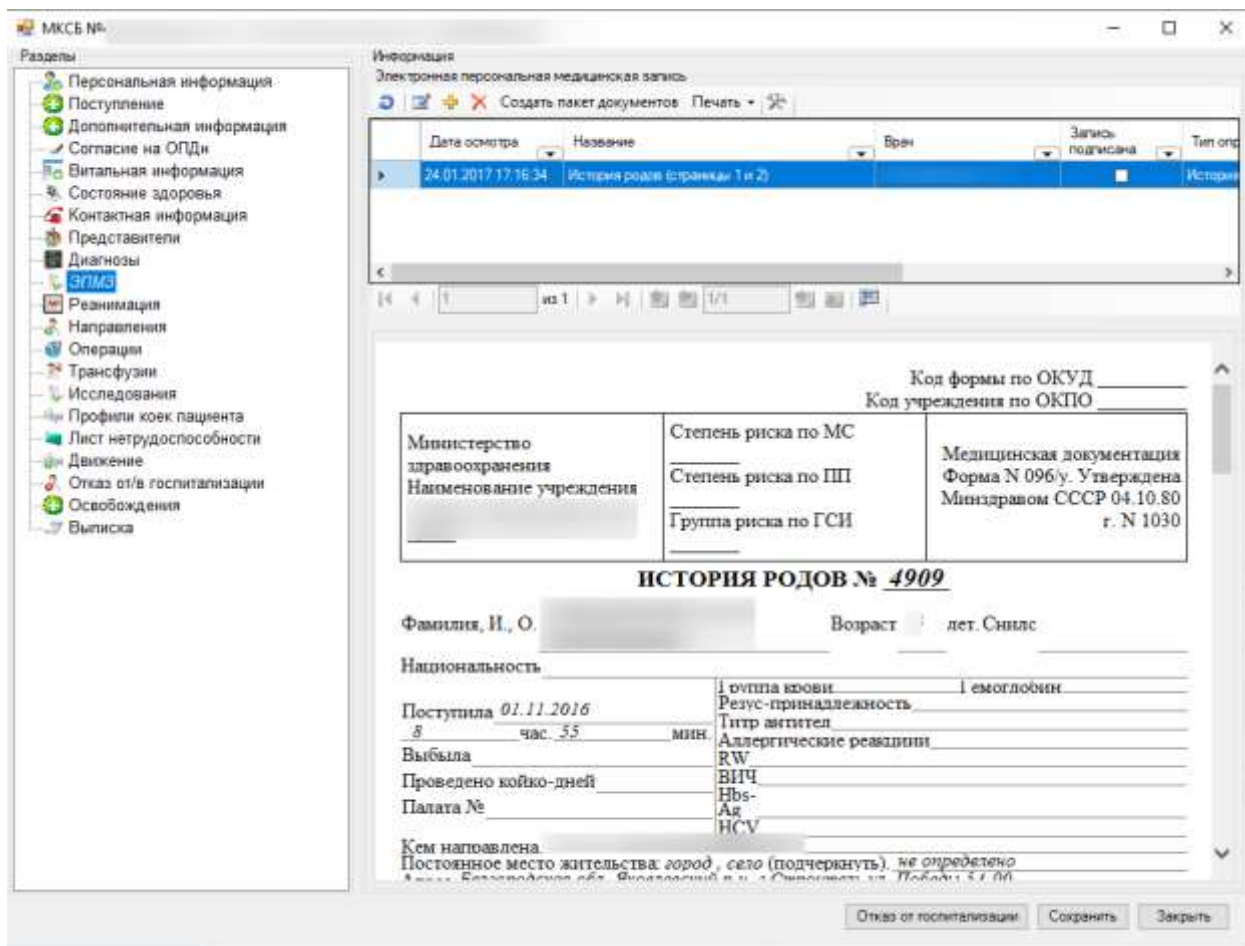 МКСБ №
Разделы
Персональная информация
Поступление
Дополнительная информация
Согласие на ОПДн
Витальная информация
Состояние здоровья
Контактная информация
Представители
Диагнозы
ЭПМЗ
Реанимация
Направления
Операции
Трансфузии
Исследования
Профили коек пациента
Лист нетрудоспособности
Движение
Отказ от/в госпитализации
Освобождения
Выписка
Информация
Электронная персональная медицинская запись
Создать пакет документов Печать
Дата осмотра Название Врач Запись подписана Тип опр
24.01.2017 17:16:34 История родов (страницы 1 и 2) История
1 из 1 1/1
Код формы по ОКУД
Код учреждения по ОКПО
Министерство
здравоохранения
Наименование учреждения
Степень риска по МС
Степень риска по ПП
Группа риска по ГСИ
Медицинская документация
Форма N 096/у. Утверждена
Минздравом СССР 04.10.80
г. N 1030
ИСТОРИЯ РОДОВ № 4909
Фамилия, И., О. Возраст лет. Снилс
Национальность
Поступила 01.11.2016
8 час. 55 мин.
Выбыла
Проведено койко-дней
Палата №
Группа крови Гемоглобин
Резус-принадлежность
Титр антител
Аллергические реакциии
RW
ВИЧ
Hbs-
Ag
HCV
Кем направлена
Постоянное место жительства: город , село (подчеркнуть). не определено
Отказ от госпитализации Сохранить Закрыть